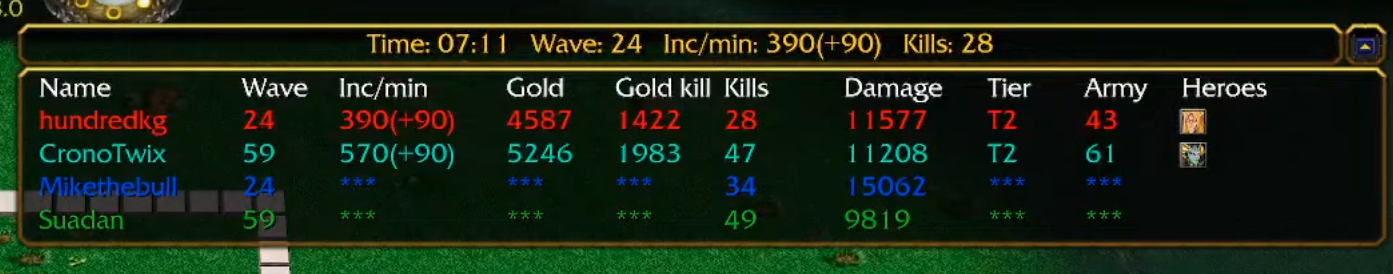 Time: 07:11 Wave: 24 Inc/min: 390(+90) Kills: 28
Name Wave Inc/min Gold Gold kill Kills Damage Tier Army Heroes
hundredkg 24 390(+90) 4587 1422 28 11577 T2 43
CronoTwix 59 570(+90) 5246 1983 47 11208 T2 61
Mikethebull 24 *** *** *** 34 15062 *** ***
Suadan 59 *** *** *** 49 9819 *** ***